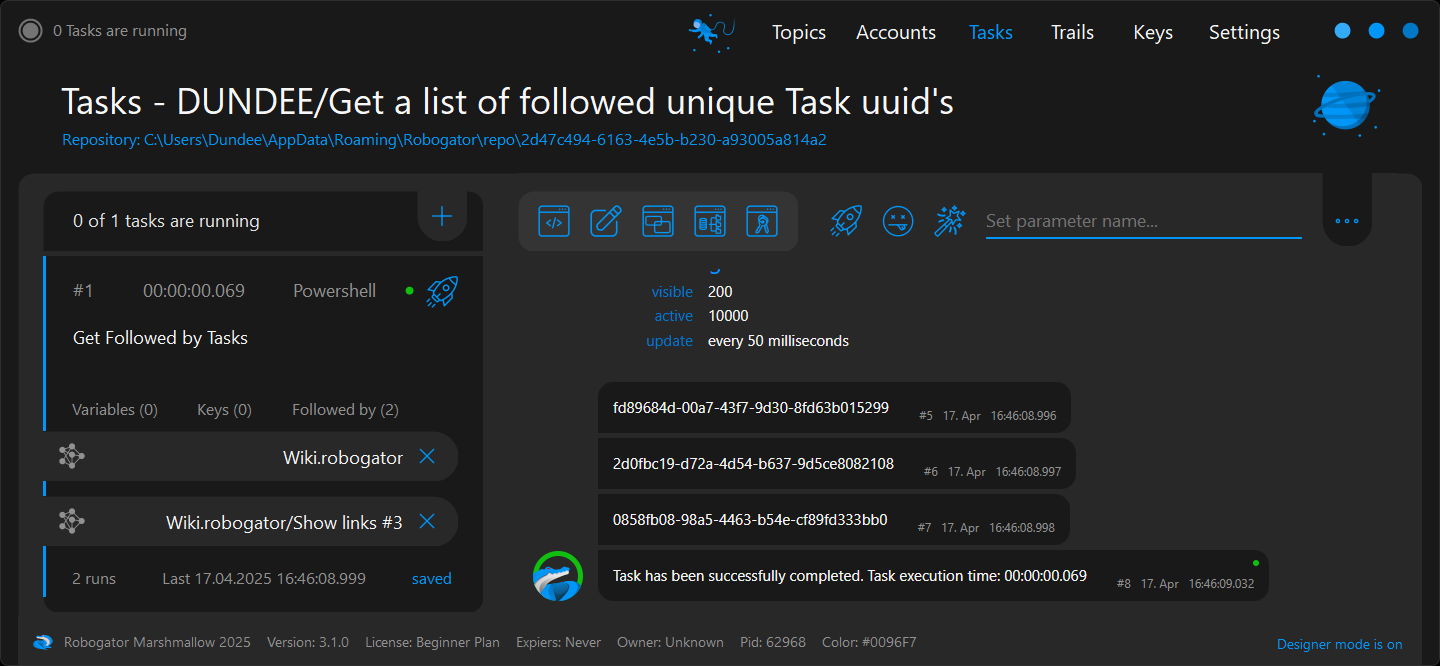 0 Tasks are running
Topics Accounts Tasks Trails Keys Settings
Tasks - DUNDEE/Get a list of followed unique Task uuid's
Repository: C:\Users\Dundee\AppData\Roaming\Robogator\repo\2d47c494-6163-4e5b-b230-a93005a814a2
0 of 1 tasks are running
+
#1 00:00:00.069 Powershell
Get Followed by Tasks
Variables (0) Keys (0) Followed by (2)
Wiki.robogator
Wiki.robogator/Show links #3
2 runs Last 17.04.2025 16:46:08.999 saved
Set parameter name...
visible 200
active 10000
update every 50 milliseconds
fd89684d-00a7-43f7-9d30-8fd63b015299 #5 17. Apr 16:46:08.996
2d0fbc19-d72a-4d54-b637-9d5ce8082108 #6 17. Apr 16:46:08.997
0858fb08-98a5-4463-b54e-cf89fd333bb0 #7 17. Apr 16:46:08.998
Task has been successfully completed. Task execution time: 00:00:00.069 #8 17. Apr 16:46:09.032
Robogator Marshmallow 2025 Version: 3.1.0 License: Beginner Plan Expiers: Never Owner: Unknown Pid: 62968 Color: #0096F7
Designer mode is on